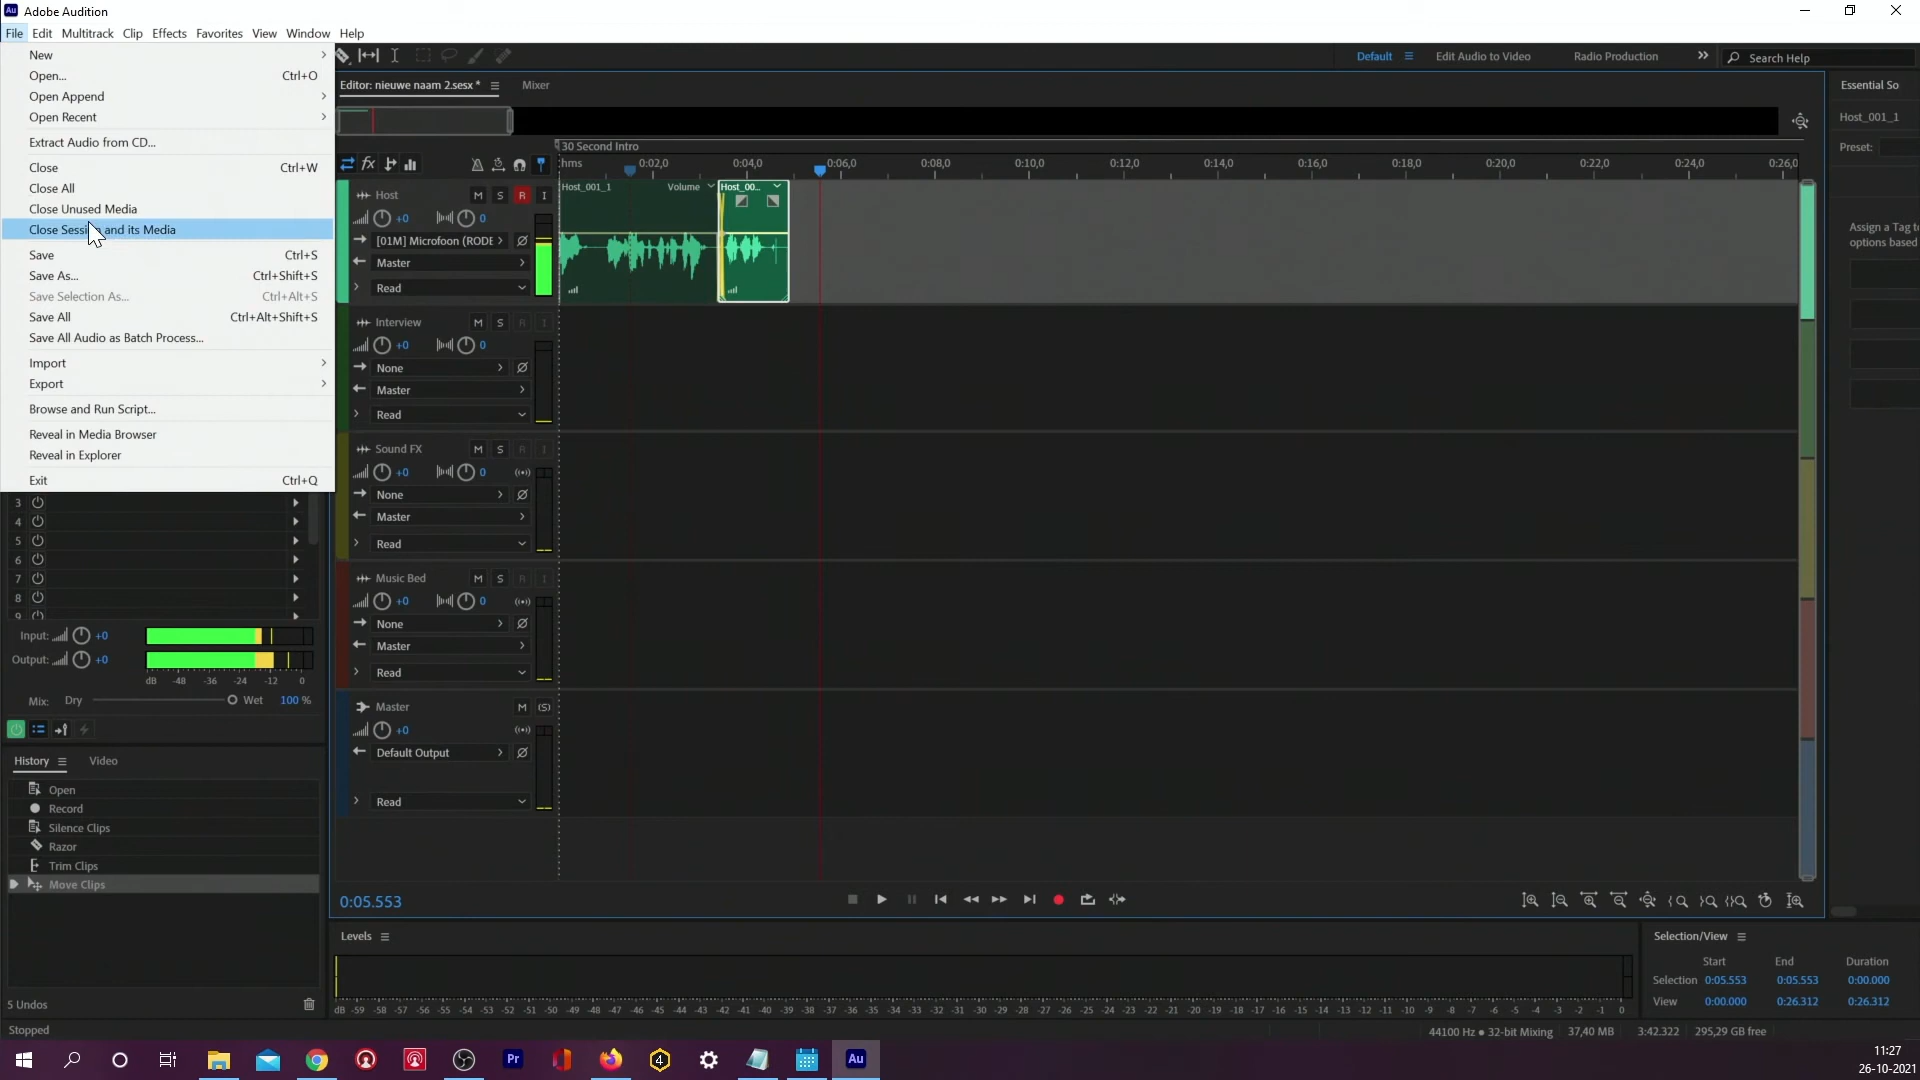 Au Adobe Audition
File Edit Multitrack Clip Effects Favorites View Window Help
New
Open... Ctrl+O
Open Append
Open Recent
Extract Audio from CD...
Close Ctrl+W
Close All
Close Unused Media
Close Session and its Media
Save Ctrl+S
Save As... Ctrl+Shift+S
Save Selection As... Ctrl+Alt+S
Save All Ctrl+Alt+Shift+S
Save All Audio as Batch Process...
Import
Export
Browse and Run Script...
Reveal in Media Browser
Reveal in Explorer
Exit Ctrl+Q
Default Edit Audio to Video Radio Production Search Help
Editor: nieuwe naam 2.sesx * Mixer
30 Second Intro
hms 0:02,0 0:04,0 0:06,0 0:08,0 0:10,0 0:12,0 0:14,0 0:16,0 0:18,0 0:20,0 0:22,0 0:24,0 0:26,0
fx
Host M S R I
+0 0
[01M] Microfoon (RODE
Master
Read
Host_001_1 Volume Host_00...
Interview M S R I
+0 0
None
Master
Read
Sound FX M S R I
+0 0
None
Master
Read
Music Bed M S R I
+0 0
None
Master
Read
Master M (S)
+0
Default Output
Read
Essential So
Host_001_1
Preset:
Assign a Tag to
options based
3
4
5
6
7
8
9
Input: +0
Output: +0
dB -48 -36 -24 -12 0
Mix: Dry Wet 100 %
History Video
Open
Record
Silence Clips
Razor
Trim Clips
Move Clips
5 Undos
Stopped
0:05.553
Levels
dB -59 -58 -57 -56 -55 -54 -53 -52 -51 -50 -49 -48 -47 -46 -45 -44 -43 -42 -41 -40 -39 -38 -37 -36 -35 -34 -33 -32 -31 -30 -29 -28 -27 -26 -25 -24 -23 -22 -21 -20 -19 -18 -17 -16 -15 -14 -13 -12 -11 -10 -9 -8 -7 -6 -5 -4 -3 -2 -1 0
Selection/View
Start End Duration
Selection 0:05.553 0:05.553 0:00.000
View 0:00.000 0:26.312 0:26.312
44100 Hz ● 32-bit Mixing 37,40 MB 3:42.322 295,29 GB free
Pr 4 Au
11:27
26-10-2021